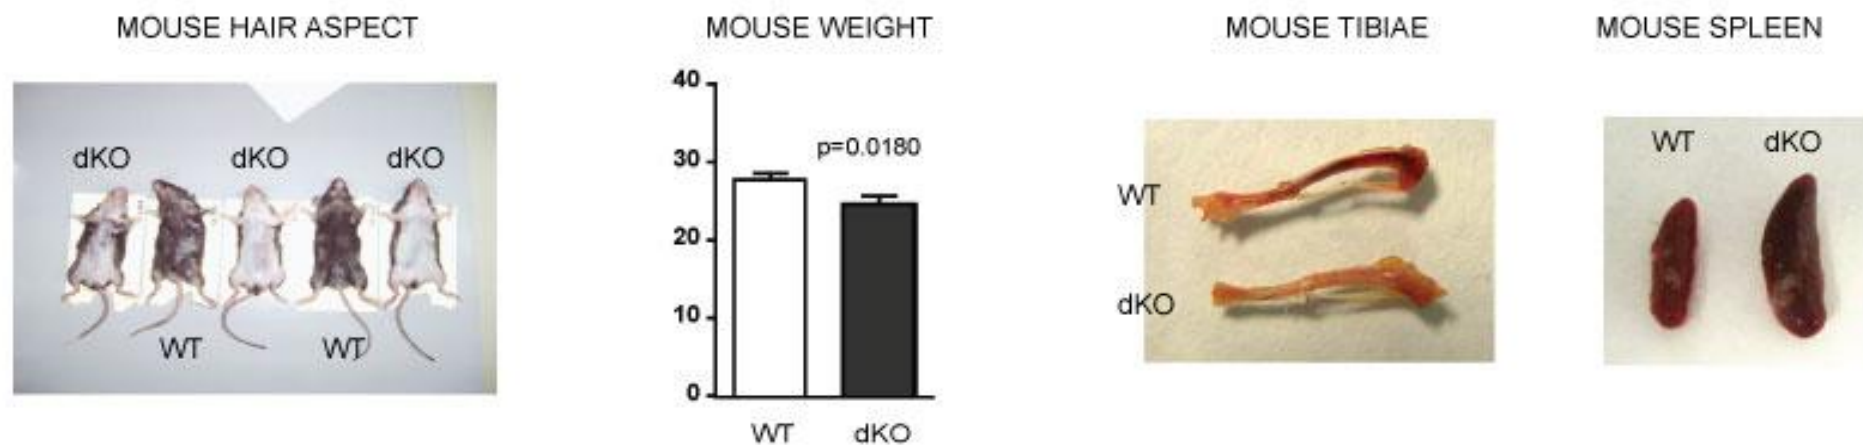 MOUSE HAIR ASPECT
dKO
dKO
dKO
WT
WT
MOUSE WEIGHT
40
30
20
10
0
p=0.0180
WT
dKO
MOUSE TIBIAE
WT
dKO
MOUSE SPLEEN
WT
dKO